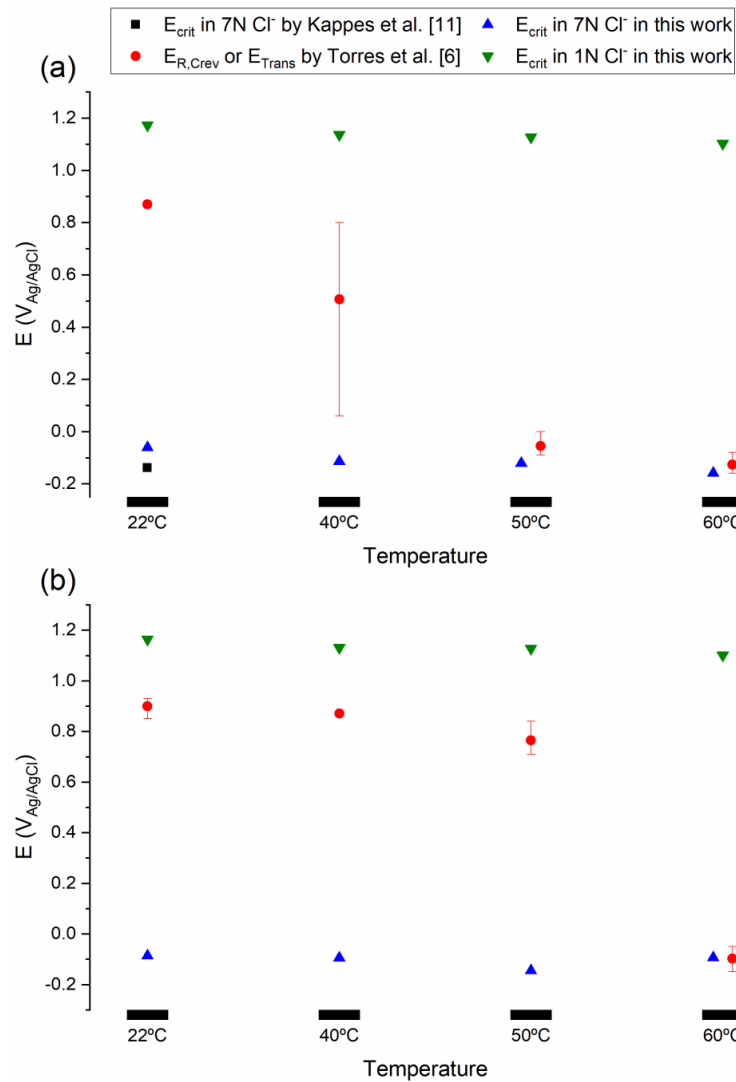 E_crit in 7N Cl⁻ by Kappes et al. [11] E_crit in 7N Cl⁻ in this work
E_R,Crev or E_Trans by Torres et al. [6] E_crit in 1N Cl⁻ in this work
(a)
1.2
1.0
0.8
0.6
0.4
0.2
0.0
-0.2
E (V_Ag/AgCl)
22ºC 40ºC 50ºC 60ºC
Temperature
(b)
1.2
1.0
0.8
0.6
0.4
0.2
0.0
-0.2
E (V_Ag/AgCl)
22ºC 40ºC 50ºC 60ºC
Temperature